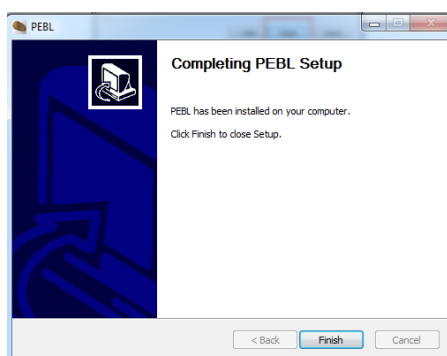 PEBL
Completing PEBL Setup
PEBL has been installed on your computer.
Click Finish to close Setup.
< Back
Finish
Cancel